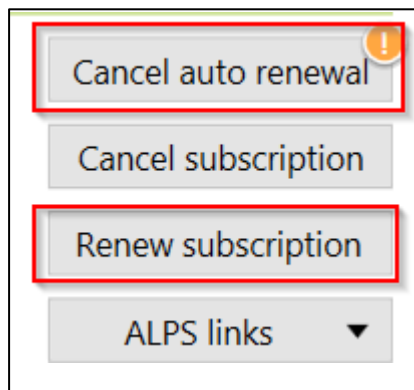 !
Cancel auto renewal
Cancel subscription
Renew subscription
ALPS links